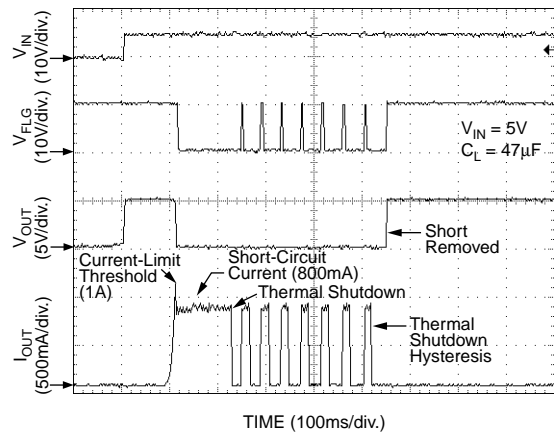 V_IN
(10V/div.)
V_FLG
(10V/div.)
V_IN = 5V
C_L = 47µF
V_OUT
(5V/div.)
Short
Removed
Current-Limit
Threshold
(1A)
Short-Circuit
Current (800mA)
Thermal Shutdown
I_OUT
(500mA/div.)
Thermal
Shutdown
Hysteresis
TIME (100ms/div.)